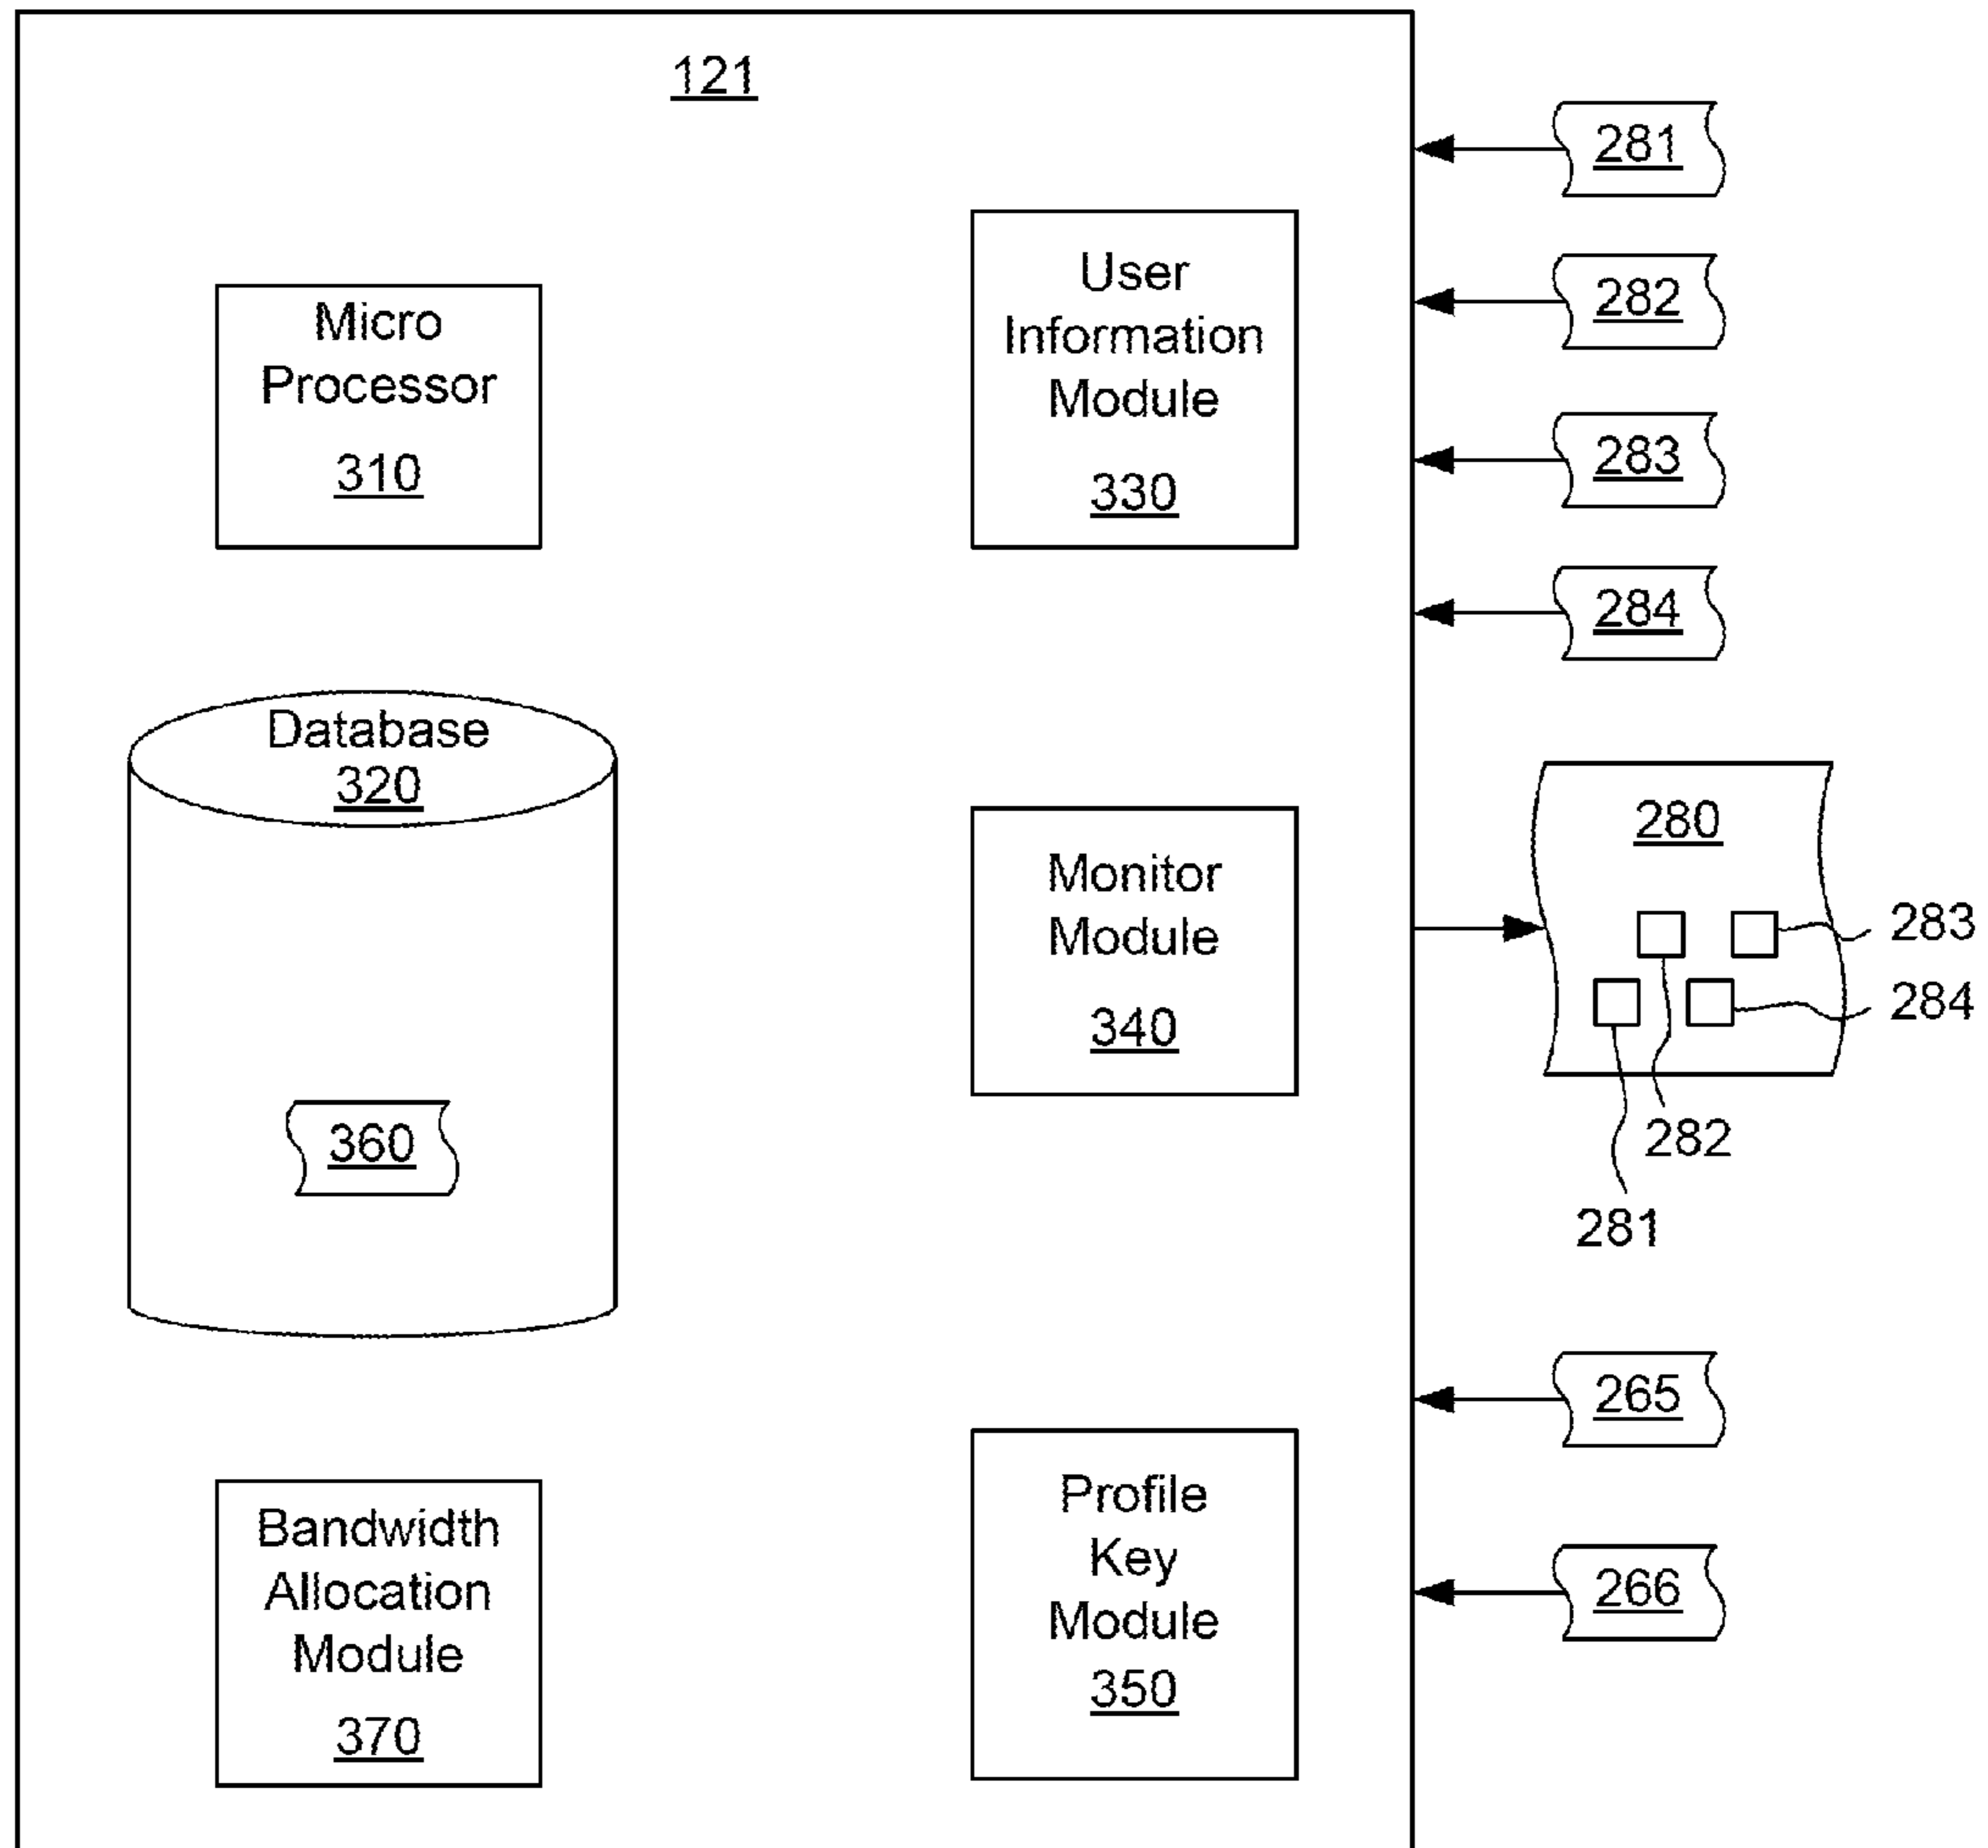 121
281
282
283
284
Micro
Processor
310
User
Information
Module
330
Database
320
360
Monitor
Module
340
280
283
284
282
281
265
266
Bandwidth
Allocation
Module
370
Profile
Key
Module
350